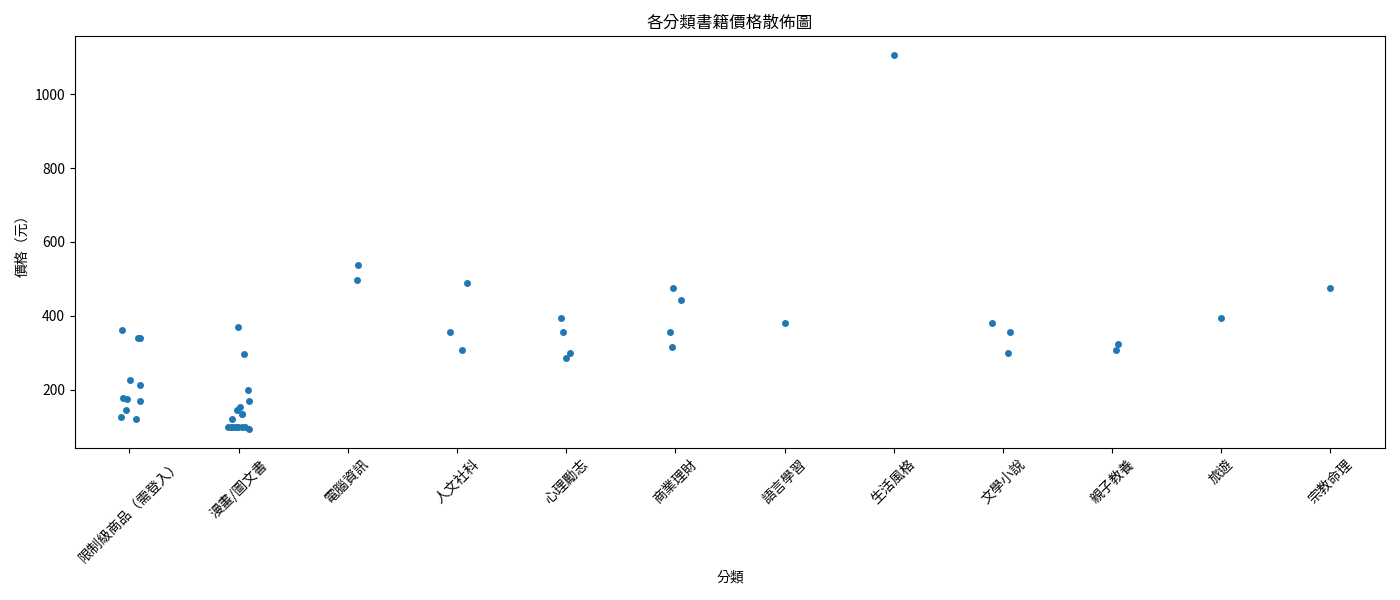 各分類書籍價格散佈圖
價格（元）
1000
800
600
400
200
限制級商品（需登入）
漫畫/圖文書
電腦資訊
人文社科
心理勵志
商業理財
語言學習
生活風格
文學小說
親子教養
旅遊
宗教命理
分類